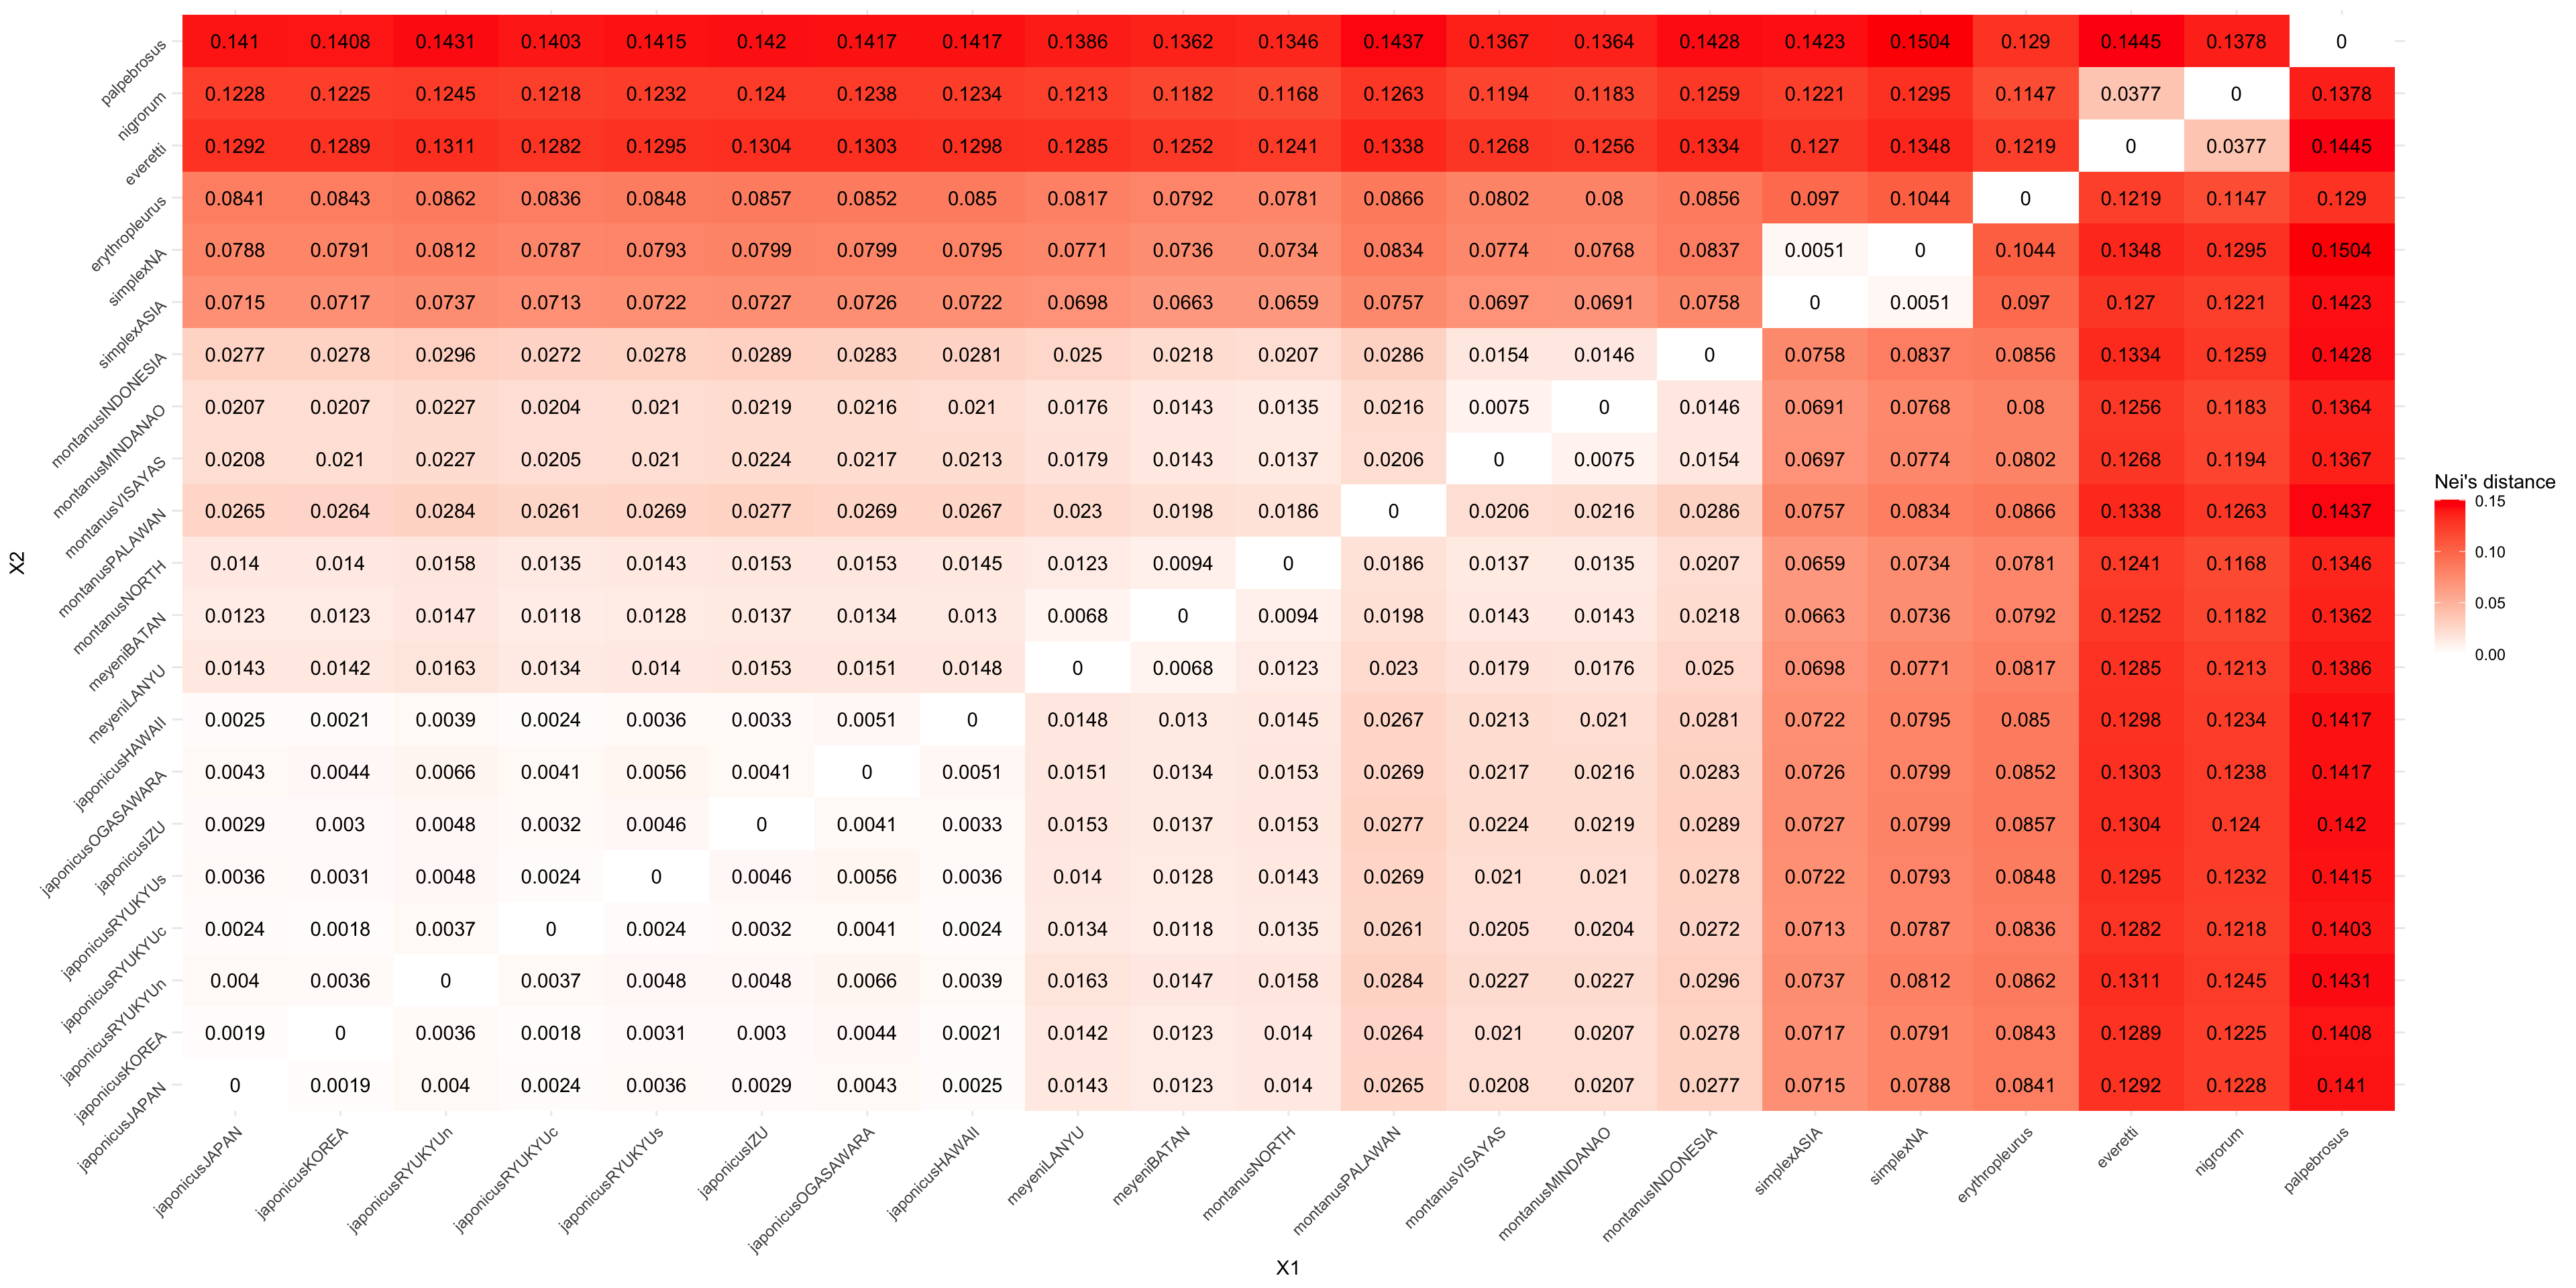 palpebrosus 0.141 0.1408 0.1431 0.1403 0.1415 0.142 0.1417 0.1417 0.1386 0.1362 0.1346 0.1437 0.1367 0.1364 0.1428 0.1423 0.1504 0.129 0.1445 0.1378 0
nigrorum 0.1228 0.1225 0.1245 0.1218 0.1232 0.124 0.1238 0.1234 0.1213 0.1182 0.1168 0.1263 0.1194 0.1183 0.1259 0.1221 0.1295 0.1147 0.0377 0 0.1378
everetti 0.1292 0.1289 0.1311 0.1282 0.1295 0.1304 0.1303 0.1298 0.1285 0.1252 0.1241 0.1338 0.1268 0.1256 0.1334 0.127 0.1348 0.1219 0 0.0377 0.1445
erythropleurus 0.0841 0.0843 0.0862 0.0836 0.0848 0.0857 0.0852 0.085 0.0817 0.0792 0.0781 0.0866 0.0802 0.08 0.0856 0.097 0.1044 0 0.1219 0.1147 0.129
simplexNA 0.0788 0.0791 0.0812 0.0787 0.0793 0.0799 0.0799 0.0795 0.0771 0.0736 0.0734 0.0834 0.0774 0.0768 0.0837 0.0051 0 0.1044 0.1348 0.1295 0.1504
simplexASIA 0.0715 0.0717 0.0737 0.0713 0.0722 0.0727 0.0726 0.0722 0.0698 0.0663 0.0659 0.0757 0.0697 0.0691 0.0758 0 0.0051 0.097 0.127 0.1221 0.1423
montanusINDONESIA 0.0277 0.0278 0.0296 0.0272 0.0278 0.0289 0.0283 0.0281 0.025 0.0218 0.0207 0.0286 0.0154 0.0146 0 0.0758 0.0837 0.0856 0.1334 0.1259 0.1428
montanusMINDANAO 0.0207 0.0207 0.0227 0.0204 0.021 0.0219 0.0216 0.021 0.0176 0.0143 0.0135 0.0216 0.0075 0 0.0146 0.0691 0.0768 0.08 0.1256 0.1183 0.1364
montanusVISAYAS 0.0208 0.021 0.0227 0.0205 0.021 0.0224 0.0217 0.0213 0.0179 0.0143 0.0137 0.0206 0 0.0075 0.0154 0.0697 0.0774 0.0802 0.1268 0.1194 0.1367
montanusPALAWAN 0.0265 0.0264 0.0284 0.0261 0.0269 0.0277 0.0269 0.0267 0.023 0.0198 0.0186 0 0.0206 0.0216 0.0286 0.0757 0.0834 0.0866 0.1338 0.1263 0.1437
montanusNORTH 0.014 0.014 0.0158 0.0135 0.0143 0.0153 0.0153 0.0145 0.0123 0.0094 0 0.0186 0.0137 0.0135 0.0207 0.0659 0.0734 0.0781 0.1241 0.1168 0.1346
meyeniBATAN 0.0123 0.0123 0.0147 0.0118 0.0128 0.0137 0.0134 0.013 0.0068 0 0.0094 0.0198 0.0143 0.0143 0.0218 0.0663 0.0736 0.0792 0.1252 0.1182 0.1362
meyeniLANYU 0.0143 0.0142 0.0163 0.0134 0.014 0.0153 0.0151 0.0148 0 0.0068 0.0123 0.023 0.0179 0.0176 0.025 0.0698 0.0771 0.0817 0.1285 0.1213 0.1386
japonicusHAWAII 0.0025 0.0021 0.0039 0.0024 0.0036 0.0033 0.0051 0 0.0148 0.013 0.0145 0.0267 0.0213 0.021 0.0281 0.0722 0.0795 0.085 0.1298 0.1234 0.1417
japonicusOGASAWARA 0.0043 0.0044 0.0066 0.0041 0.0056 0.0041 0 0.0051 0.0151 0.0134 0.0153 0.0269 0.0217 0.0216 0.0283 0.0726 0.0799 0.0852 0.1303 0.1238 0.1417
japonicusIZU 0.0029 0.003 0.0048 0.0032 0.0046 0 0.0041 0.0033 0.0153 0.0137 0.0153 0.0277 0.0224 0.0219 0.0289 0.0727 0.0799 0.0857 0.1304 0.124 0.142
japonicusRYUKYUs 0.0036 0.0031 0.0048 0.0024 0 0.0046 0.0056 0.0036 0.014 0.0128 0.0143 0.0269 0.021 0.021 0.0278 0.0722 0.0793 0.0848 0.1295 0.1232 0.1415
japonicusRYUKYUc 0.0024 0.0018 0.0037 0 0.0024 0.0032 0.0041 0.0024 0.0134 0.0118 0.0135 0.0261 0.0205 0.0204 0.0272 0.0713 0.0787 0.0836 0.1282 0.1218 0.1403
japonicusRYUKYUn 0.004 0.0036 0 0.0037 0.0048 0.0048 0.0066 0.0039 0.0163 0.0147 0.0158 0.0284 0.0227 0.0227 0.0296 0.0737 0.0812 0.0862 0.1311 0.1245 0.1431
japonicusKOREA 0.0019 0 0.0036 0.0018 0.0031 0.003 0.0044 0.0021 0.0142 0.0123 0.014 0.0264 0.021 0.0207 0.0278 0.0717 0.0791 0.0843 0.1289 0.1225 0.1408
japonicusJAPAN 0 0.0019 0.004 0.0024 0.0036 0.0029 0.0043 0.0025 0.0143 0.0123 0.014 0.0265 0.0208 0.0207 0.0277 0.0715 0.0788 0.0841 0.1292 0.1228 0.141
japonicusJAPAN japonicusKOREA japonicusRYUKYUn japonicusRYUKYUc japonicusRYUKYUs japonicusIZU japonicusOGASAWARA japonicusHAWAII meyeniLANYU meyeniBATAN montanusNORTH montanusPALAWAN montanusVISAYAS montanusMINDANAO montanusINDONESIA simplexASIA simplexNA erythropleurus everetti nigrorum palpebrosus
X1
X2
Nei's distance
0.15
0.10
0.05
0.00